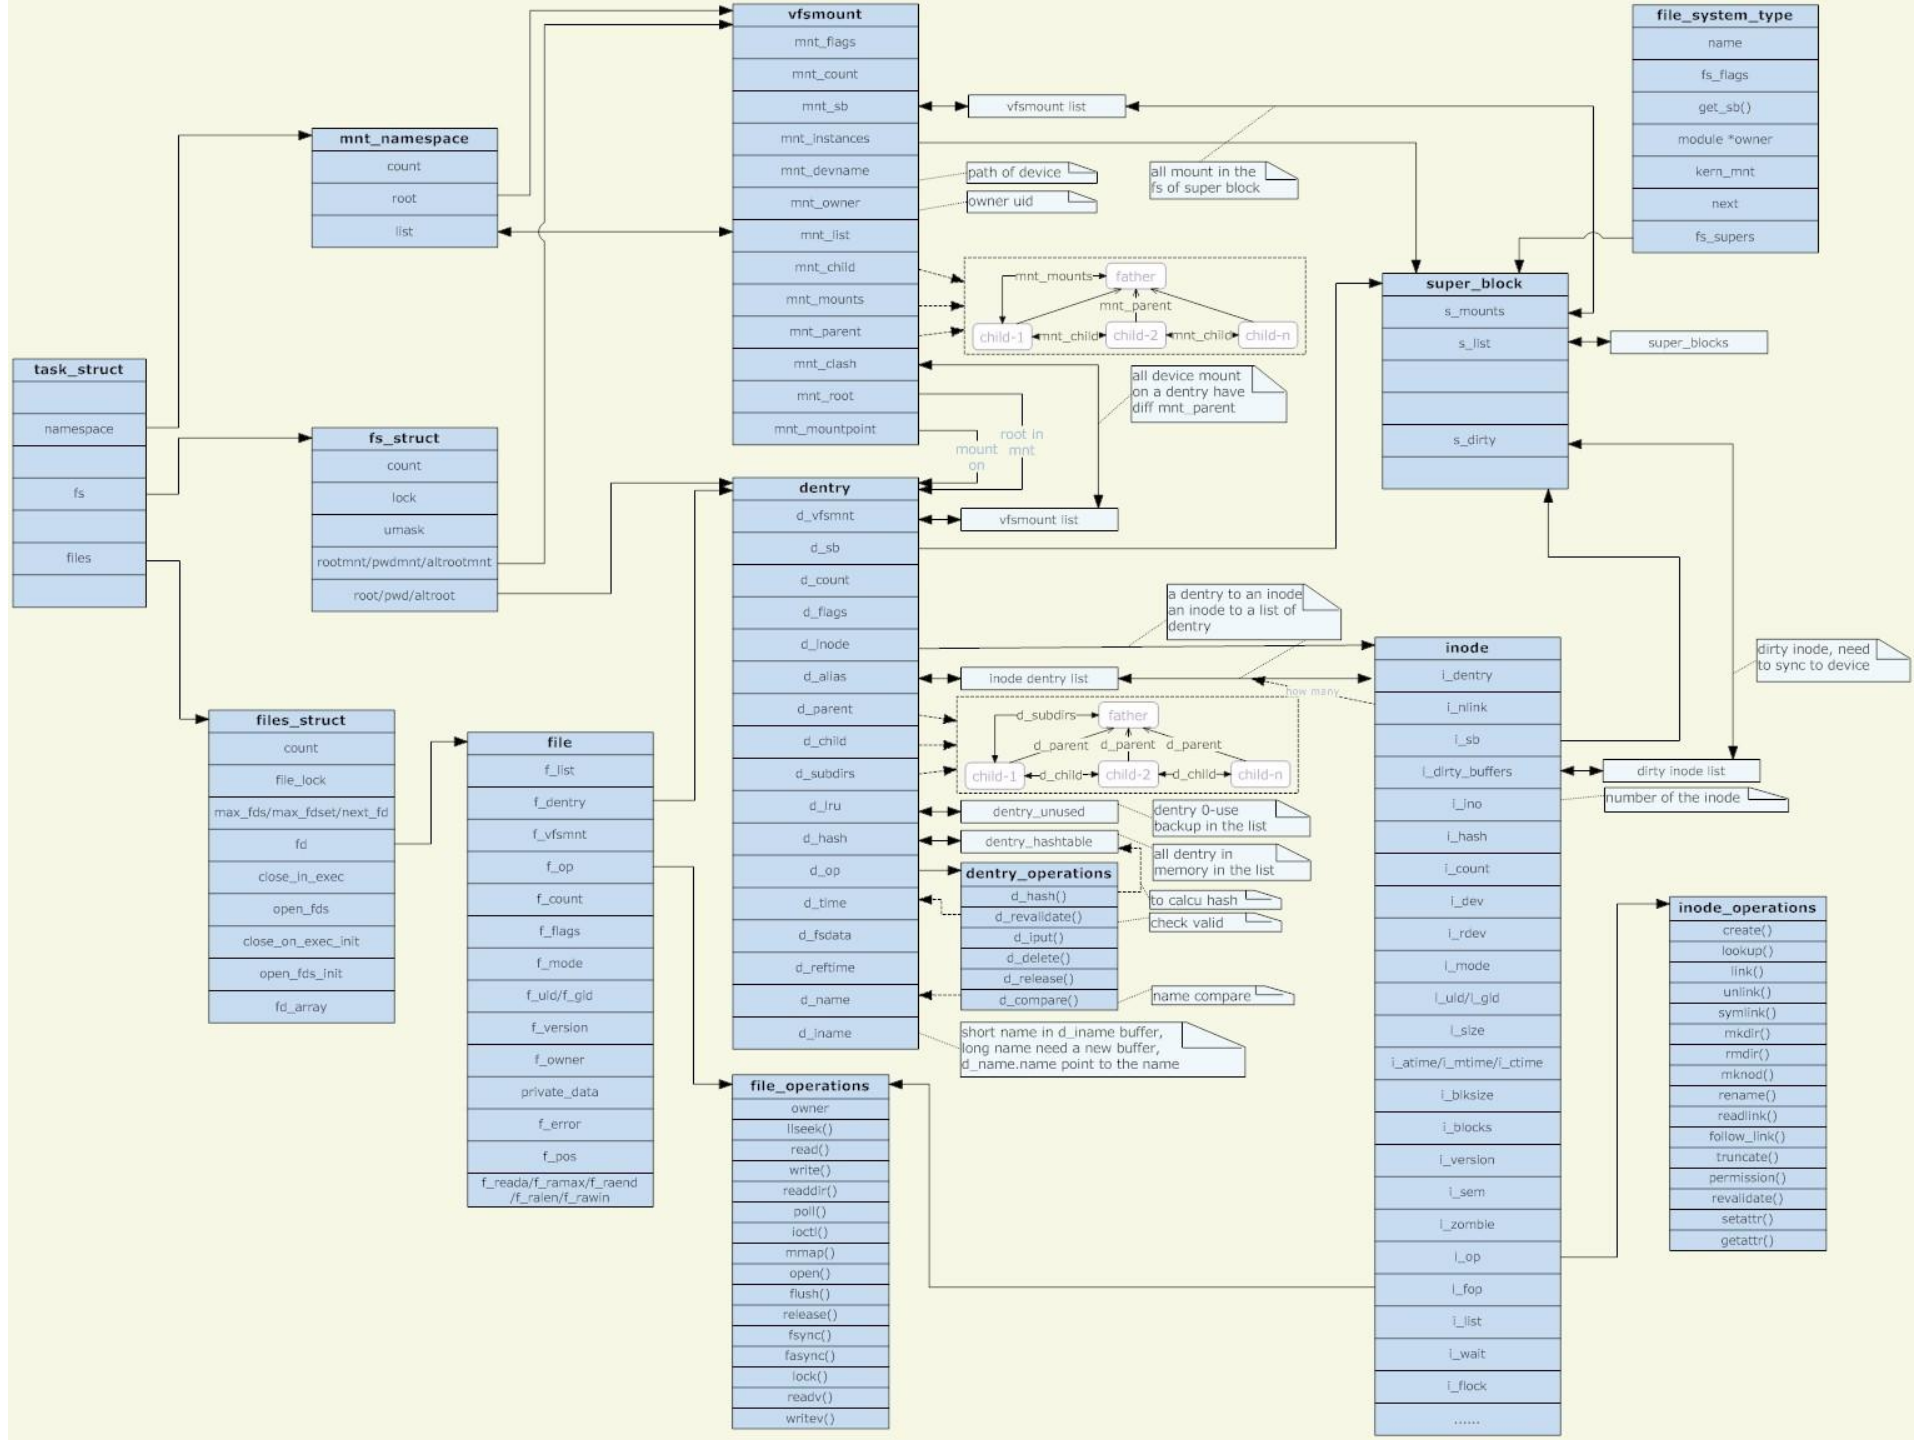 vfsmount
mnt_flags
mnt_count
mnt_sb
mnt_instances
mnt_devname
mnt_owner
mnt_list
mnt_child
mnt_mounts
mnt_parent
mnt_clash
mnt_root
mnt_mountpoint
file_system_type
name
fs_flags
get_sb()
module *owner
kern_mnt
next
fs_supers
vfsmount list
path of device
owner uid
all mount in the
fs of super block
mnt_namespace
count
root
list
mnt_mounts
father
mnt_parent
child-1
mnt_child
child-2
mnt_child
child-n
super_block
s_mounts
s_list
s_dirty
super_blocks
all device mount
on a dentry have
diff mnt_parent
root in
mnt
mount
on
task_struct
namespace
fs
files
fs_struct
count
lock
umask
rootmnt/pwdmnt/altrootmnt
root/pwd/altroot
dentry
d_vfsmnt
d_sb
d_count
d_flags
d_inode
d_alias
d_parent
d_child
d_subdirs
d_lru
d_hash
d_op
d_time
d_fsdata
d_reftime
d_name
d_iname
vfsmount list
a dentry to an inode
an inode to a list of
dentry
inode dentry list
how many
d_subdirs
father
d_parent
d_parent
d_parent
child-1
d_child
child-2
d_child
child-n
dentry_unused
dentry 0-use
backup in the list
dentry_hashtable
all dentry in
memory in the list
dentry_operations
d_hash()
d_revalidate()
d_iput()
d_delete()
d_release()
d_compare()
to calcu hash
check valid
name compare
short name in d_iname buffer,
long name need a new buffer,
d_name.name point to the name
inode
i_dentry
i_nlink
i_sb
i_dirty_buffers
i_ino
i_hash
i_count
i_dev
i_rdev
i_mode
i_uid/i_gid
i_size
i_atime/i_mtime/i_ctime
i_blksize
i_blocks
i_version
i_sem
i_zombie
i_op
i_fop
i_list
i_wait
i_flock
......
dirty inode, need
to sync to device
dirty inode list
number of the inode
inode_operations
create()
lookup()
link()
unlink()
symlink()
mkdir()
rmdir()
mknod()
rename()
readlink()
follow_link()
truncate()
permission()
revalidate()
setattr()
getattr()
files_struct
count
file_lock
max_fds/max_fdset/next_fd
fd
close_in_exec
open_fds
close_on_exec_init
open_fds_init
fd_array
file
f_list
f_dentry
f_vfsmnt
f_op
f_count
f_flags
f_mode
f_uid/f_gid
f_version
f_owner
private_data
f_error
f_pos
f_reada/f_ramax/f_raend
/f_ralen/f_rawin
file_operations
owner
llseek()
read()
write()
readdir()
poll()
ioctl()
mmap()
open()
flush()
release()
fsync()
fasync()
lock()
readv()
writev()